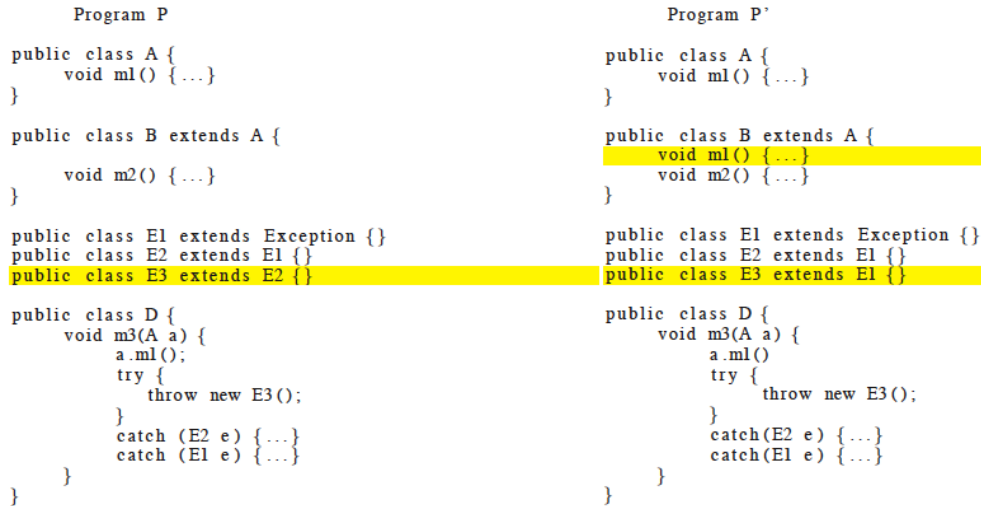 Program P
public class A {
void m1() {...}
}
public class B extends A {
void m2() {...}
}
public class E1 extends Exception {}
public class E2 extends E1 {}
public class E3 extends E2 {}
public class D {
void m3(A a) {
a.m1();
try {
throw new E3();
}
catch (E2 e) {...}
catch (E1 e) {...}
}
}
Program P'
public class A {
void m1() {...}
}
public class B extends A {
void m1() {...}
void m2() {...}
}
public class E1 extends Exception {}
public class E2 extends E1 {}
public class E3 extends E1 {}
public class D {
void m3(A a) {
a.m1()
try {
throw new E3();
}
catch(E2 e) {...}
catch(E1 e) {...}
}
}